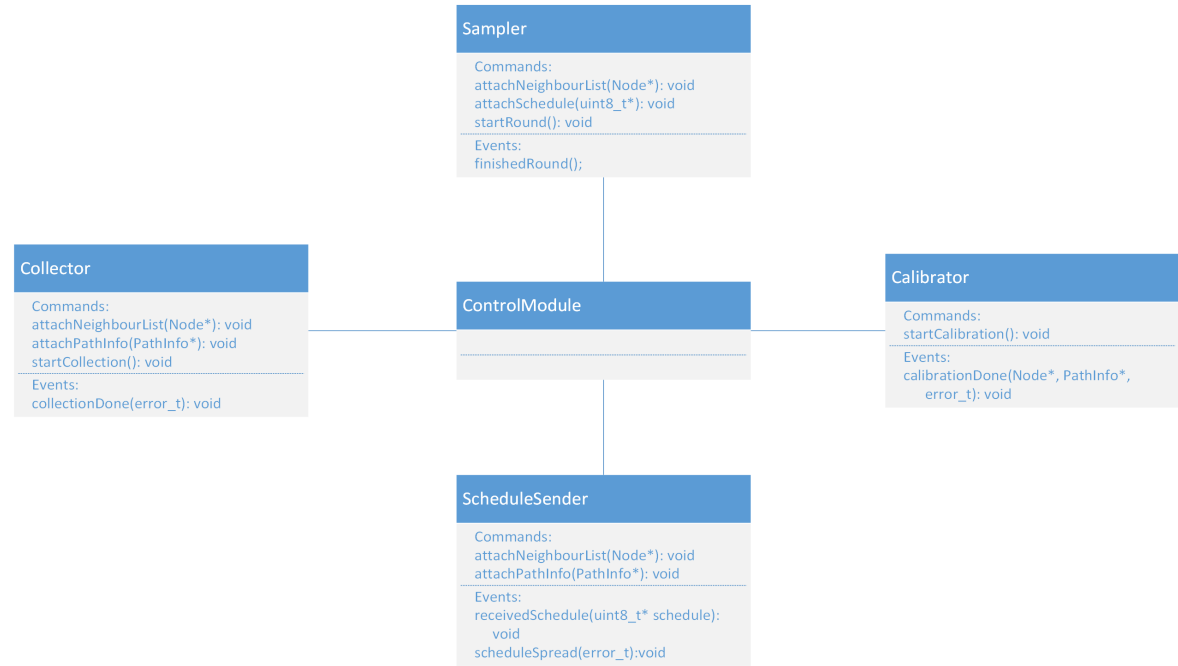 Sampler
Commands:
attachNeighbourList(Node*): void
attachSchedule(uint8_t*): void
startRound(): void
Events:
finishedRound();
Collector
Commands:
attachNeighbourList(Node*): void
attachPathInfo(PathInfo*): void
startCollection(): void
Events:
collectionDone(error_t): void
ControlModule
Calibrator
Commands:
startCalibration(): void
Events:
calibrationDone(Node*, PathInfo*,
error_t): void
ScheduleSender
Commands:
attachNeighbourList(Node*): void
attachPathInfo(PathInfo*): void
Events:
receivedSchedule(uint8_t* schedule):
void
scheduleSpread(error_t):void